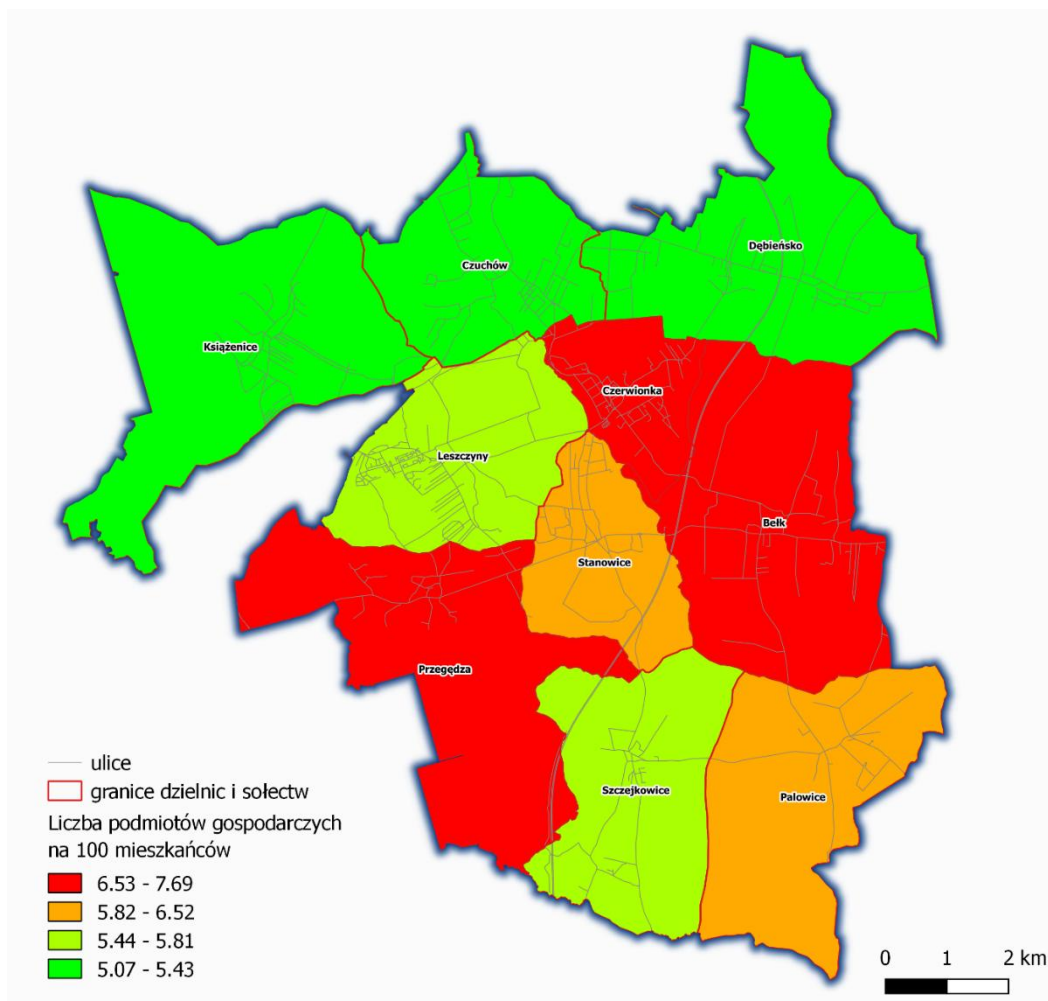 Dębieńsko
Czuchów
Książenice
Czerwionka
Leszczyny
Bełk
Stanowice
Przegędza
Szczejkowice
Palowice
ulice
granice dzielnic i sołectw
Liczba podmiotów gospodarczych
na 100 mieszkańców
6.53 - 7.69
5.82 - 6.52
5.44 - 5.81
5.07 - 5.43
0 1 2 km